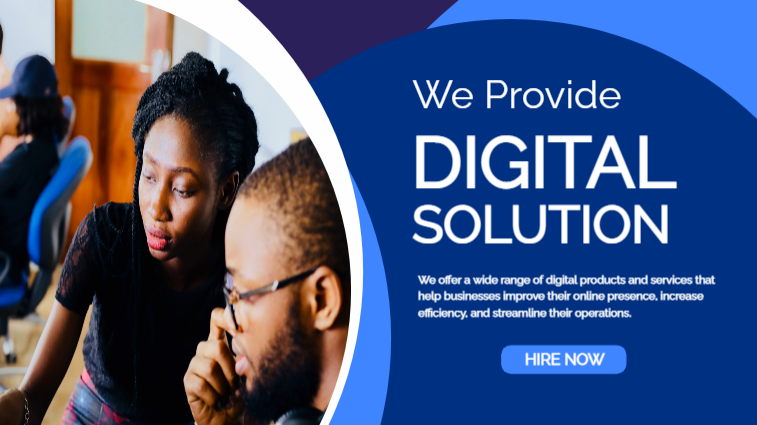 We Provide
DIGITAL
SOLUTION
We offer a wide range of digital products and services that
help businesses improve their online presence, increase
efficiency, and streamline their operations.
HIRE NOW